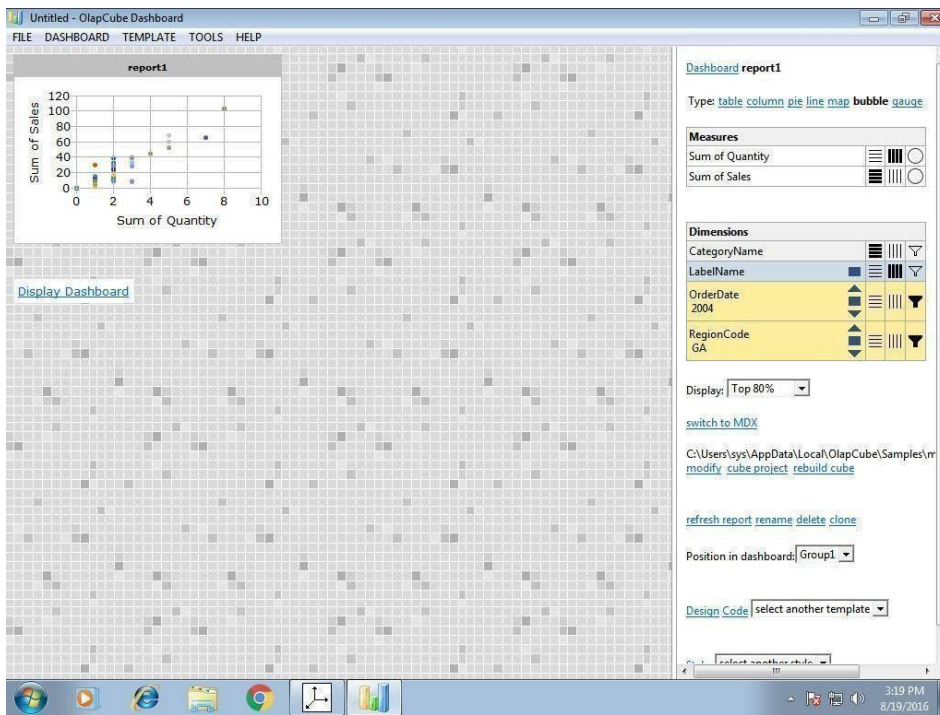 Untitled - OlapCube Dashboard
FILE DASHBOARD TEMPLATE TOOLS HELP
report1
120
100
80
60
40
20
0
Sum of Sales
0 2 4 6 8 10
Sum of Quantity
Display Dashboard
Dashboard report1
Type: table column pie line map bubble gauge
Measures
Sum of Quantity
Sum of Sales
Dimensions
CategoryName
LabelName
OrderDate
2004
RegionCode
GA
Display: Top 80%
switch to MDX
C:\Users\sys\AppData\Local\OlapCube\Samples\m
modify cube project rebuild cube
refresh report rename delete clone
Position in dashboard: Group1
Design Code select another template
select another style
3:19 PM
8/19/2016